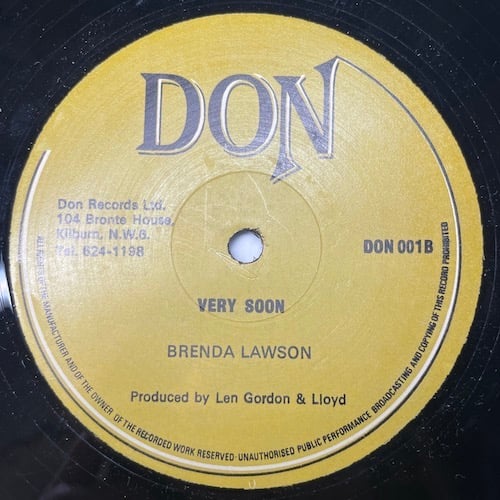 DON
Don Records Ltd.
104 Bronte House,
Kilburn, N.W.6.
Tel. 624-1198
DON 001B
VERY SOON
BRENDA LAWSON
Produced by Len Gordon & Lloyd
ALL RIGHTS OF THE MANUFACTURER AND OF THE OWNER OF THE RECORDED WORK RESERVED · UNAUTHORISED PUBLIC PERFORMANCE BROADCASTING AND COPYING OF THIS RECORD PROHIBITED